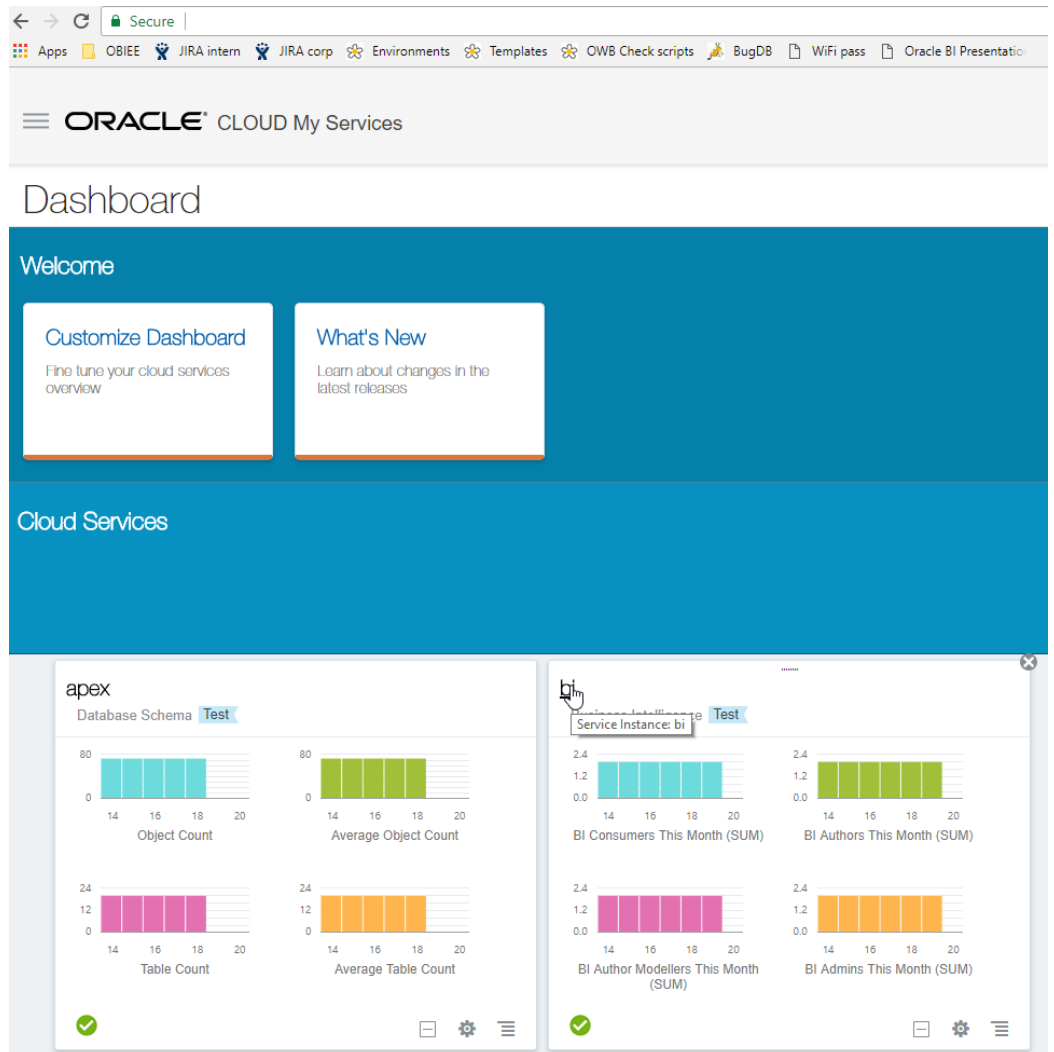 Secure
Apps OBIEE JIRA intern JIRA corp Environments Templates OWB Check scripts BugDB WiFi pass Oracle BI Presentation
ORACLE CLOUD My Services
Dashboard
Welcome
Customize Dashboard
Fine tune your cloud services
overview
What's New
Learn about changes in the
latest releases
Cloud Services
apex
Database Schema Test
80
0
14 16 18 20
Object Count
80
0
14 16 18 20
Average Object Count
24
12
0
14 16 18 20
Table Count
24
12
0
14 16 18 20
Average Table Count
bi
Business Intelligence Test
Service Instance: bi
2.4
1.2
0.0
14 16 18 20
BI Consumers This Month (SUM)
2.4
1.2
0.0
14 16 18 20
BI Authors This Month (SUM)
2.4
1.2
0.0
14 16 18 20
BI Author Modellers This Month
(SUM)
2.4
1.2
0.0
14 16 18 20
BI Admins This Month (SUM)